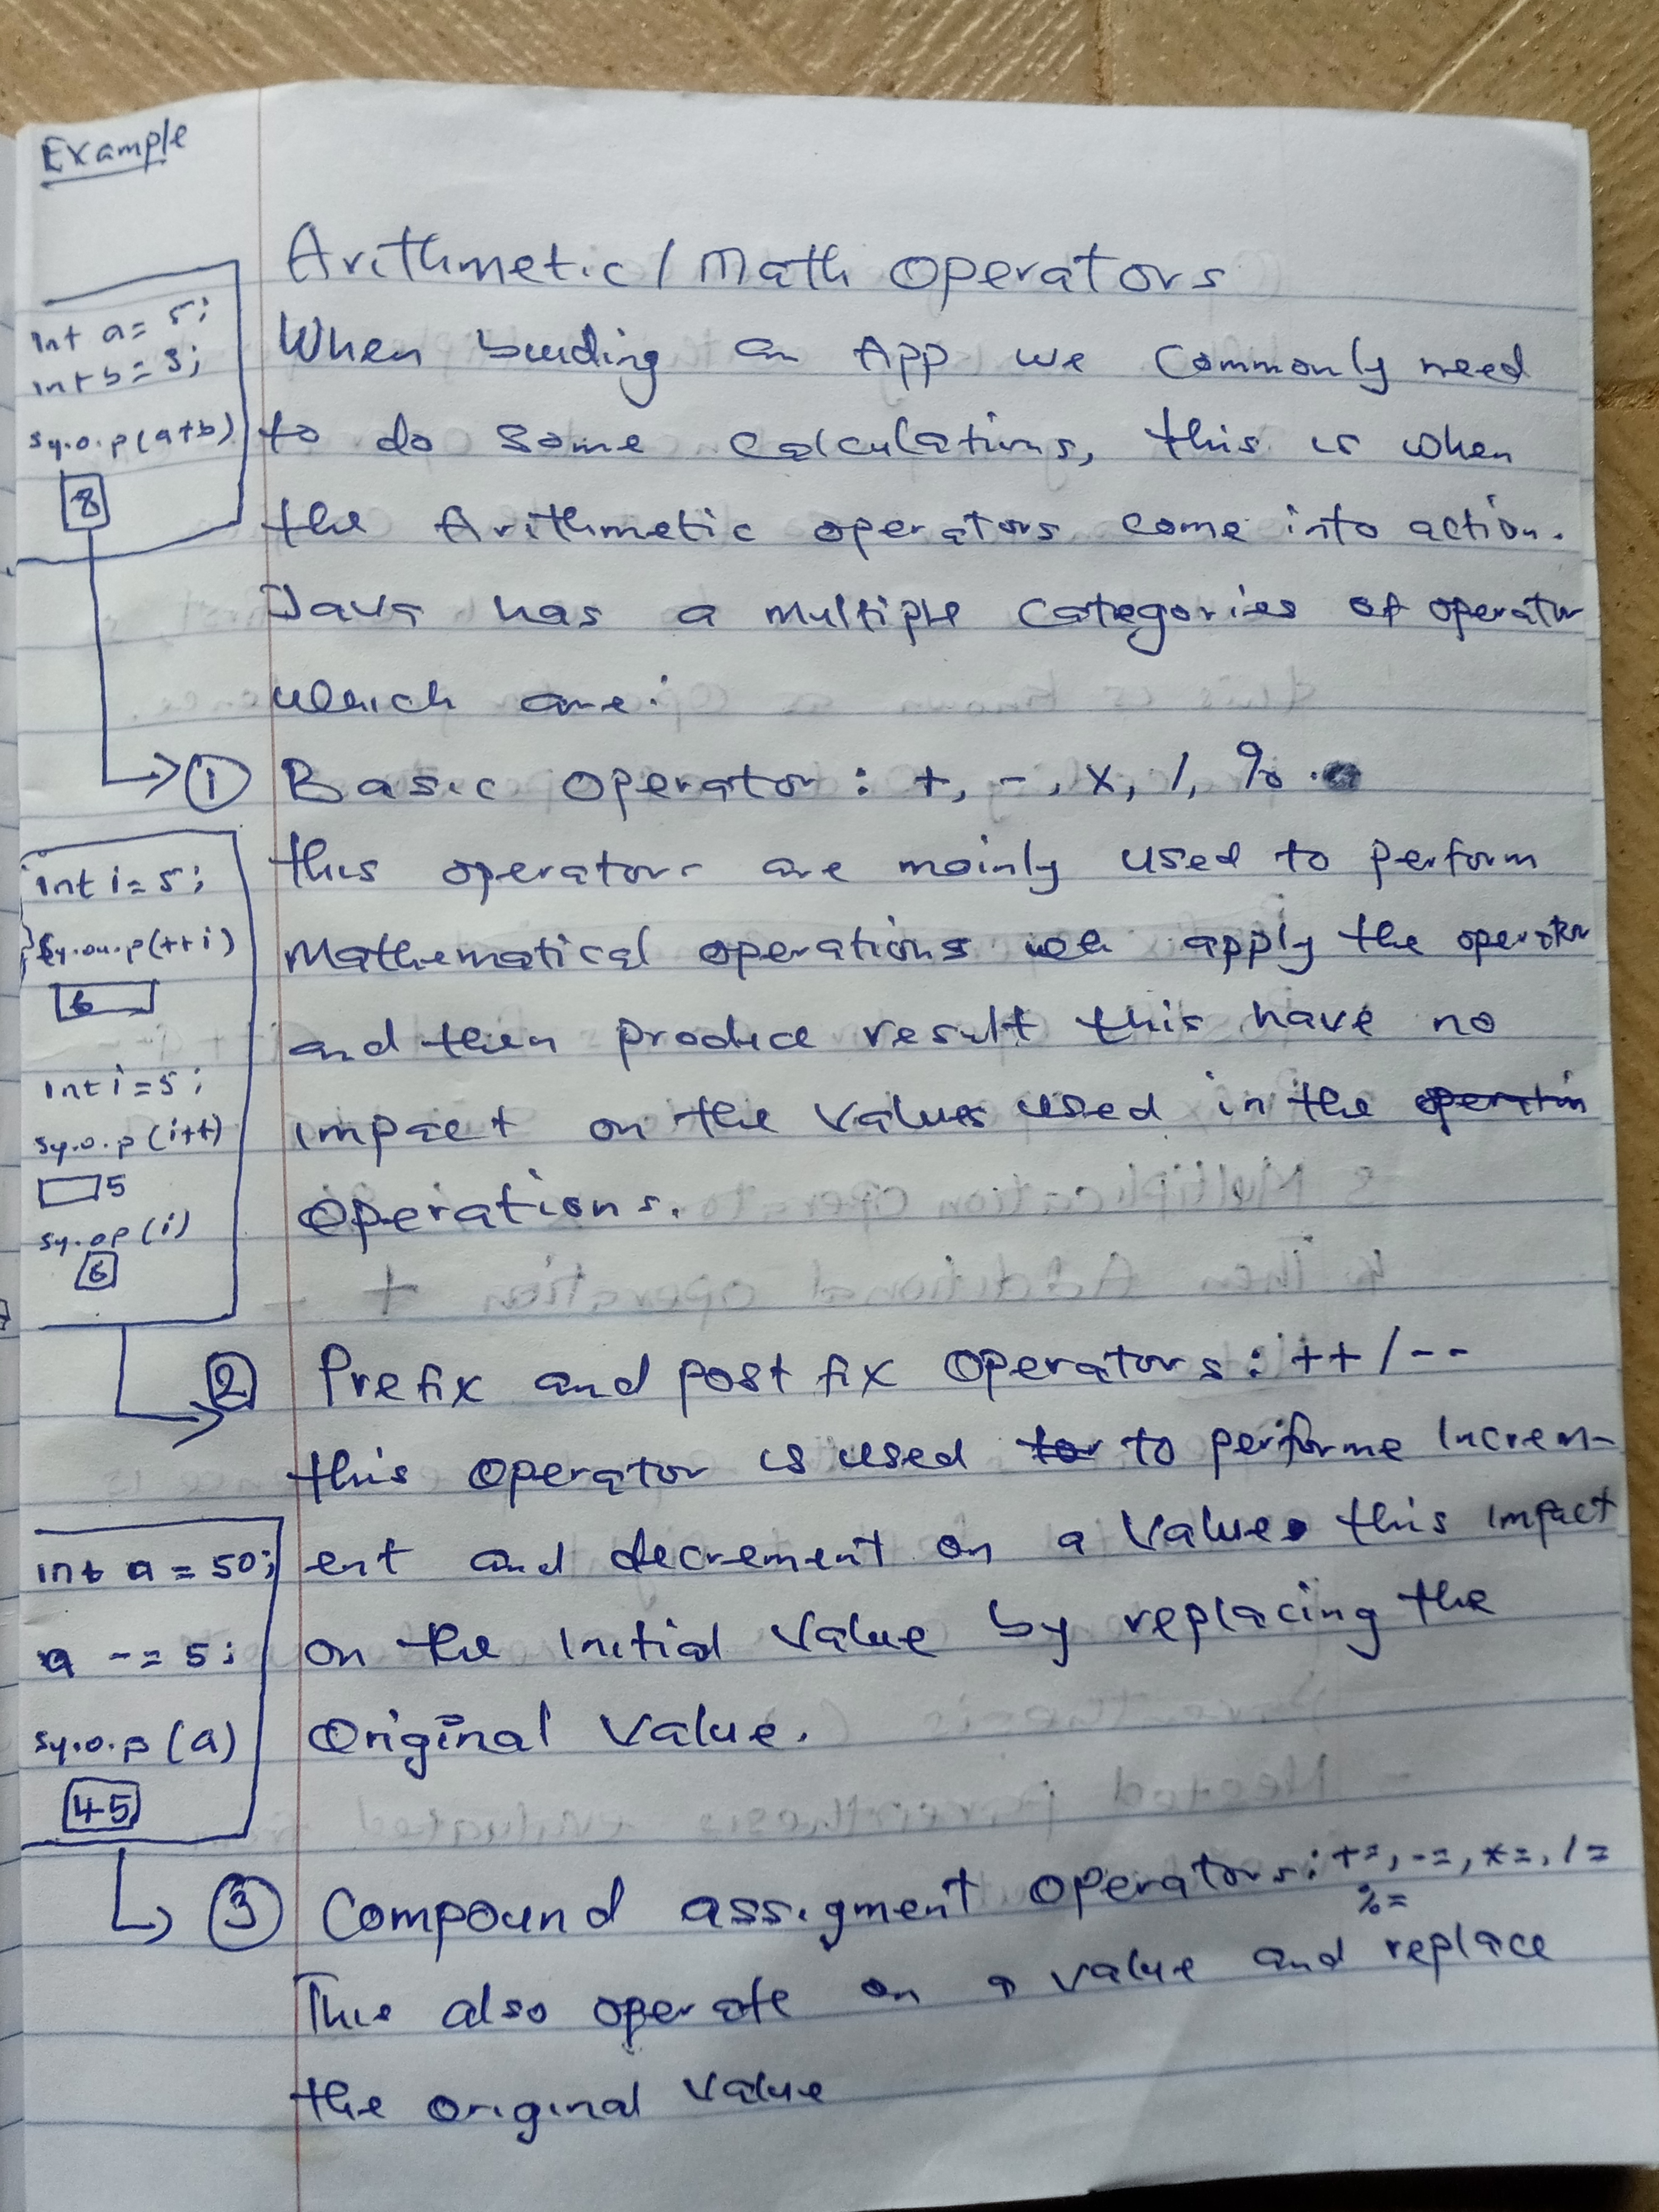 Example
int a = 5;
int b = 3;
sy.o.p(a+b)
8
Arithmetic / Math Operators
When buuding an App we commonly need
to do some calculations, this is when
the Arithmetic operators come into action.
Java has a multiple categories of operator
which are:
① Basic operator : +, -, x, /, % .
this operators are mainly used to perform
Mathematical operations we apply the operator
and then produce result this have no
impact on the values used in the operation
operations.
int i = 5;
sy.ou.p(++i)
6
int i = 5;
sy.o.p(i++)
5
sy.op(i)
6
② Prefix and post fix Operators : ++ / --
this operator is used for to performe Increm-
ent and decrement on a value this impact
on the Initial value by replacing the
Original value.
int a = 50;
a -= 5;
sy.o.p(a)
45
③ Compound assigment operators : +=, -=, *=, /=
%=
This also operate on a value and replace
the original value